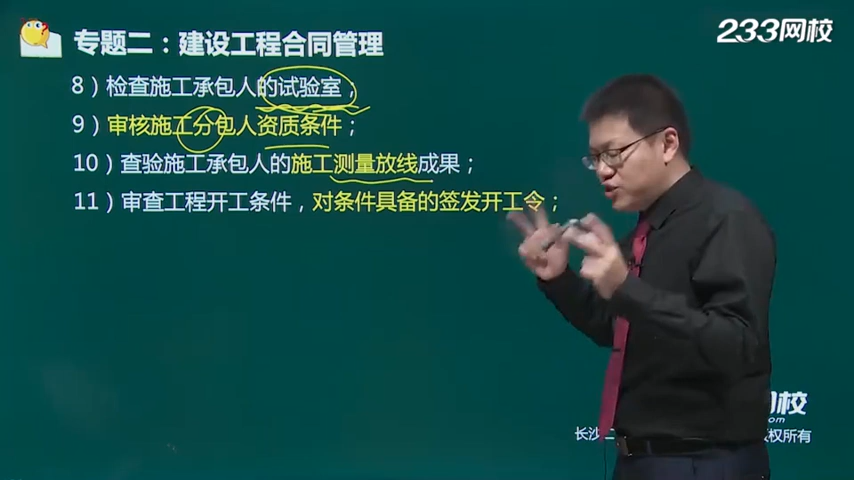 专题二：建设工程合同管理
233网校
8）检查施工承包人的试验室，
9）审核施工分包人资质条件；
10）查验施工承包人的施工测量放线成果；
11）审查工程开工条件，对条件具备的签发开工令；
校
长沙
权所有